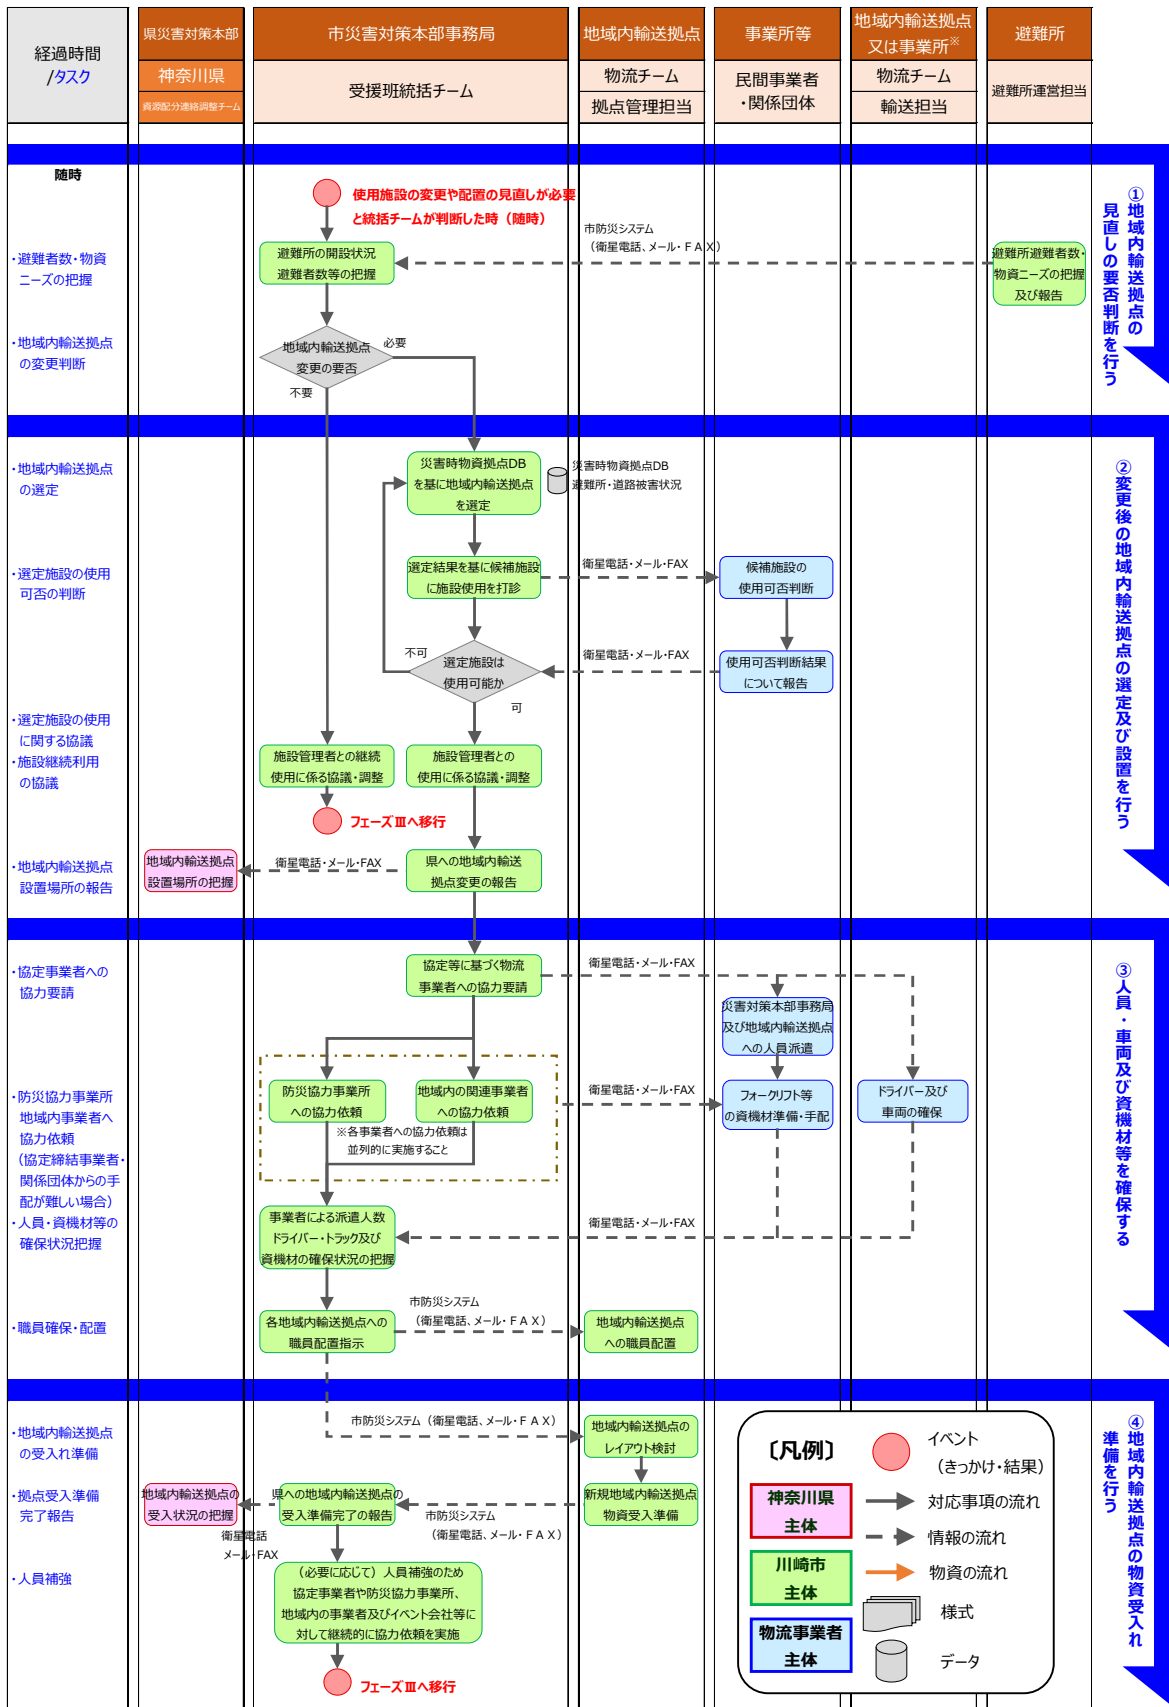 経過時間
/タスク
県災害対策本部
神奈川県
資源配分連絡調整チーム
市災害対策本部事務局
受援班統括チーム
地域内輸送拠点
物流チーム
拠点管理担当
事業所等
民間事業者
・関係団体
地域内輸送拠点
又は事業所※
物流チーム
輸送担当
避難所
避難所運営担当
随時
使用施設の変更や配置の見直しが必要
と統括チームが判断した時（随時）
①地域内輸送拠点の
見直しの要否判断を行う
・避難者数・物資
ニーズの把握
避難所の開設状況
避難者数等の把握
市防災システム
（衛星電話、メール・ＦＡＸ）
避難所避難者数・
物資ニーズの把握
及び報告
・地域内輸送拠点
の変更判断
地域内輸送拠点
変更の要否
必要
不要
②変更後の地域内輸送拠点の選定及び設置を行う
・地域内輸送拠点
の選定
災害時物資拠点DB
を基に地域内輸送拠点
を選定
災害時物資拠点DB
避難所・道路被害状況
・選定施設の使用
可否の判断
選定結果を基に候補施設
に施設使用を打診
衛星電話・メール・FAX
候補施設の
使用可否判断
不可
選定施設は
使用可能か
可
衛星電話・メール・FAX
使用可否判断結果
について報告
・選定施設の使用
に関する協議
・施設継続利用
の協議
施設管理者との継続
使用に係る協議・調整
施設管理者との
使用に係る協議・調整
フェーズⅢへ移行
・地域内輸送拠点
設置場所の報告
地域内輸送拠点
設置場所の把握
衛星電話・メール・FAX
県への地域内輸送
拠点変更の報告
③人員・車両及び資機材等を確保する
・協定事業者への
協力要請
協定等に基づく物流
事業者への協力要請
衛星電話・メール・FAX
災害対策本部事務局
及び地域内輸送拠点
への人員派遣
・防災協力事業所
地域内事業者へ
協力依頼
（協定締結事業者・
関係団体からの手
配が難しい場合）
防災協力事業所
への協力依頼
地域内の関連事業者
への協力依頼
※各事業者への協力依頼は
並列的に実施すること
衛星電話・メール・FAX
フォークリフト等
の資機材準備・手配
ドライバー及び
車両の確保
・人員・資機材等の
確保状況把握
事業者による派遣人数
ドライバー・トラック及び
資機材の確保状況の把握
衛星電話・メール・FAX
・職員確保・配置
各地域内輸送拠点への
職員配置指示
市防災システム
（衛星電話、メール・ＦＡＸ）
地域内輸送拠点
への職員配置
④地域内輸送拠点の物資受入れ
準備を行う
・地域内輸送拠点
の受入れ準備
市防災システム（衛星電話、メール・ＦＡＸ）
地域内輸送拠点の
レイアウト検討
・拠点受入準備
完了報告
地域内輸送拠点の
受入状況の把握
衛星電話
メール・FAX
県への地域内輸送拠点の
受入準備完了の報告
市防災システム
（衛星電話、メール・ＦＡＸ）
新規地域内輸送拠点
物資受入準備
・人員補強
（必要に応じて）人員補強のため
協定事業者や防災協力事業所、
地域内の事業者及びイベント会社等に
対して継続的に協力依頼を実施
フェーズⅢへ移行
〔凡例〕
イベント
（きっかけ・結果）
神奈川県
主体
対応事項の流れ
情報の流れ
川崎市
主体
物資の流れ
様式
物流事業者
主体
データ